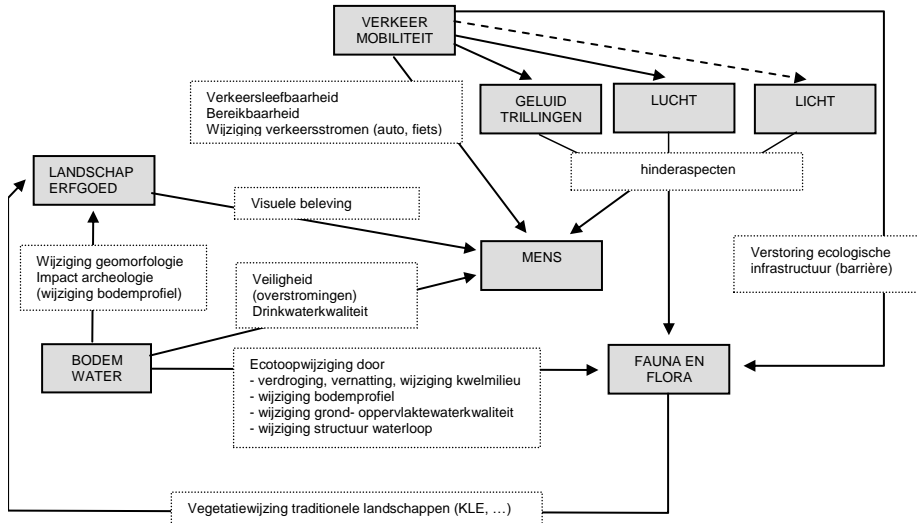 VERKEER
MOBILITEIT
Verkeersleefbaarheid
Bereikbaarheid
Wijziging verkeersstromen (auto, fiets)
GELUID
TRILLINGEN
LUCHT
LICHT
hinderaspecten
LANDSCHAP
ERFGOED
Visuele beleving
Wijziging geomorfologie
Impact archeologie
(wijziging bodemprofiel)
MENS
Verstoring ecologische
infrastructuur (barrière)
Veiligheid
(overstromingen)
Drinkwaterkwaliteit
BODEM
WATER
Ecotoopwijziging door
- verdroging, vernatting, wijziging kwelmilieu
- wijziging bodemprofiel
- wijziging grond- oppervlaktewaterkwaliteit
- wijziging structuur waterloop
FAUNA EN
FLORA
Vegetatiewijzing traditionele landschappen (KLE, …)